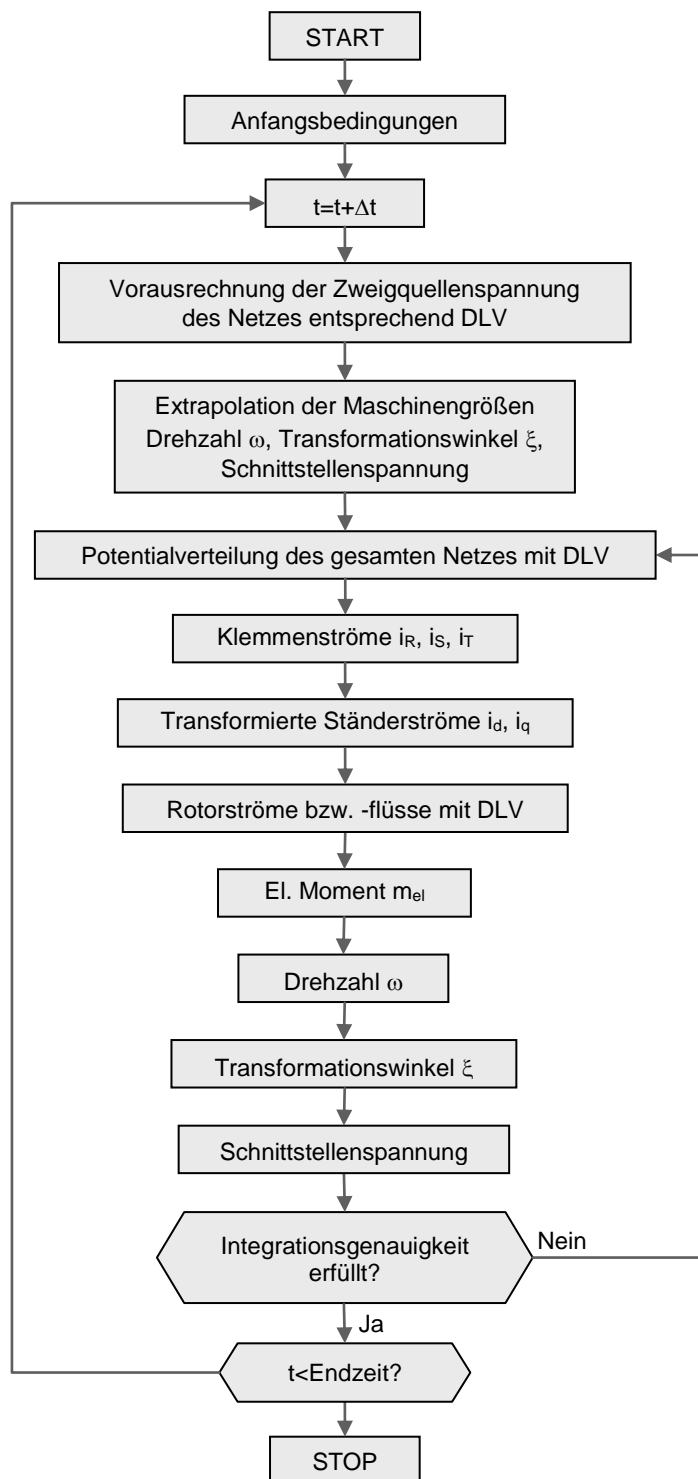 START
Anfangsbedingungen
t=t+Δt
Vorausrechnung der Zweigquellenspannung
des Netzes entsprechend DLV
Extrapolation der Maschinengrößen
Drehzahl ω, Transformationswinkel ξ,
Schnittstellenspannung
Potentialverteilung des gesamten Netzes mit DLV
Klemmenströme iR, iS, iT
Transformierte Ständerströme id, iq
Rotorströme bzw. -flüsse mit DLV
El. Moment mel
Drehzahl ω
Transformationswinkel ξ
Schnittstellenspannung
Integrationsgenauigkeit
erfüllt?
Nein
Ja
t<Endzeit?
STOP